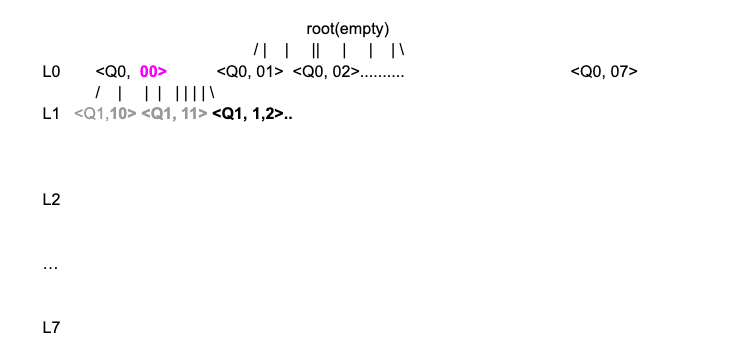 root(empty)
/ | | || | | | \
L0 <Q0, 00> <Q0, 01> <Q0, 02>.......... <Q0, 07>
/ | | | | | | | \
L1 <Q1,10> <Q1, 11> <Q1, 1,2>..
L2
...
L7